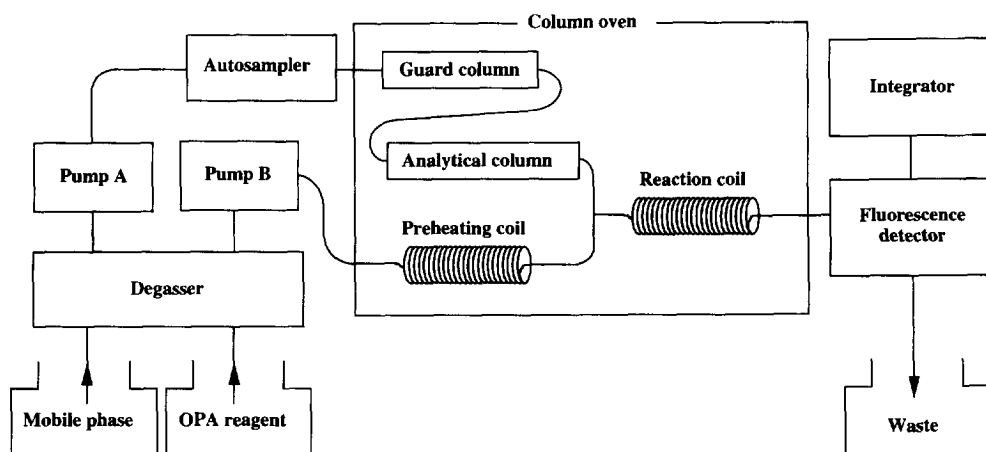 Column oven
Autosampler
Guard column
Integrator
Pump A
Pump B
Analytical column
Reaction coil
Preheating coil
Fluorescence
detector
Degasser
Mobile phase
OPA reagent
Waste